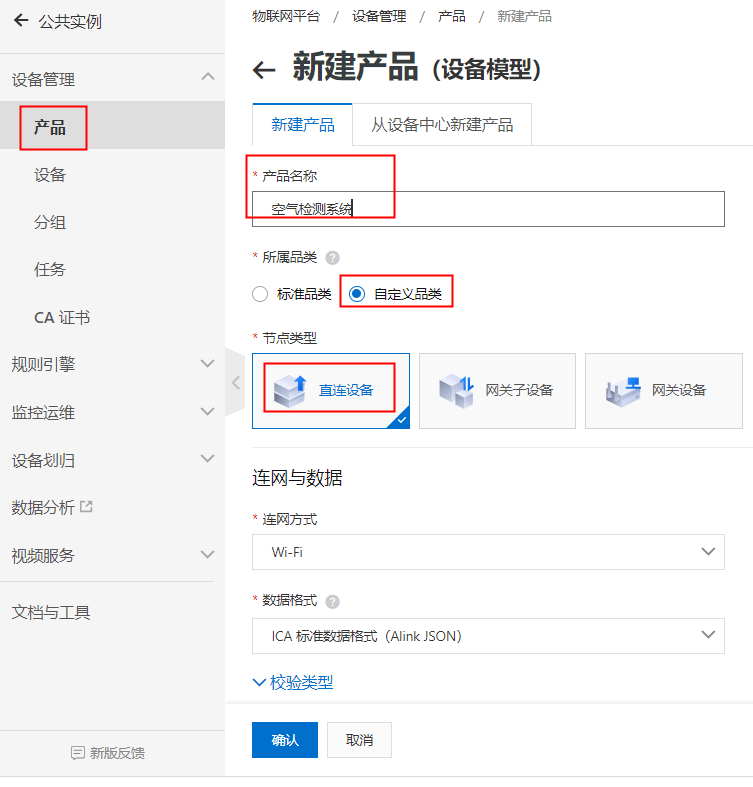 公共实例
设备管理
产品
设备
分组
任务
CA 证书
规则引擎
监控运维
设备划归
数据分析
视频服务
文档与工具
新版反馈
物联网平台 / 设备管理 / 产品 / 新建产品
新建产品（设备模型）
新建产品 从设备中心新建产品
* 产品名称
空气检测系统
* 所属品类 ?
标准品类 自定义品类
* 节点类型
直连设备 网关子设备 网关设备
连网与数据
* 连网方式
Wi-Fi
* 数据格式 ?
ICA 标准数据格式（Alink JSON）
校验类型
确认 取消